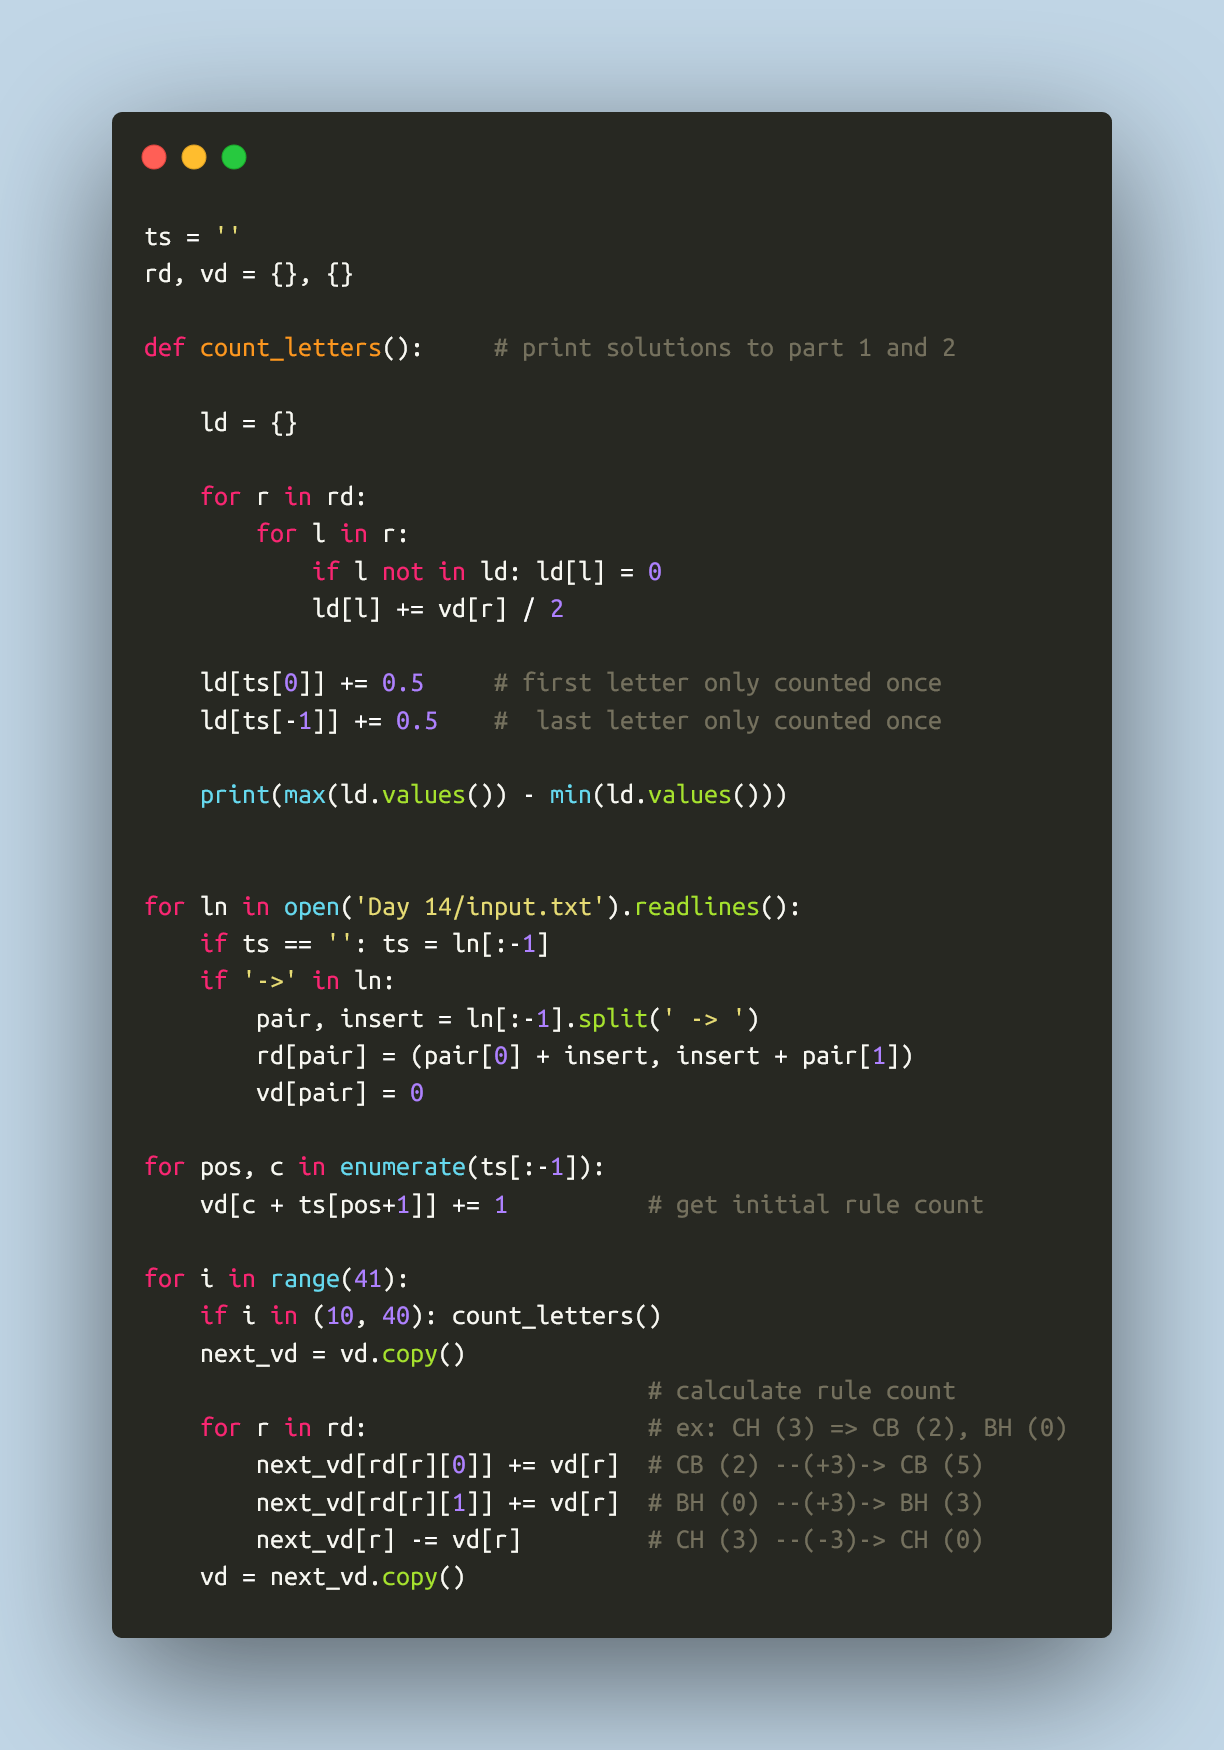 ts = ''
rd, vd = {}, {}

def count_letters():     # print solutions to part 1 and 2

    ld = {}

    for r in rd:
        for l in r:
            if l not in ld: ld[l] = 0
            ld[l] += vd[r] / 2

    ld[ts[0]] += 0.5     # first letter only counted once
    ld[ts[-1]] += 0.5    #  last letter only counted once

    print(max(ld.values()) - min(ld.values()))


for ln in open('Day 14/input.txt').readlines():
    if ts == '': ts = ln[:-1]
    if '->' in ln:
        pair, insert = ln[:-1].split(' -> ')
        rd[pair] = (pair[0] + insert, insert + pair[1])
        vd[pair] = 0

for pos, c in enumerate(ts[:-1]):
    vd[c + ts[pos+1]] += 1          # get initial rule count

for i in range(41):
    if i in (10, 40): count_letters()
    next_vd = vd.copy()
                                    # calculate rule count
    for r in rd:                    # ex: CH (3) => CB (2), BH (0)
        next_vd[rd[r][0]] += vd[r]  # CB (2) --(+3)-> CB (5)
        next_vd[rd[r][1]] += vd[r]  # BH (0) --(+3)-> BH (3)
        next_vd[r] -= vd[r]         # CH (3) --(-3)-> CH (0)
    vd = next_vd.copy()